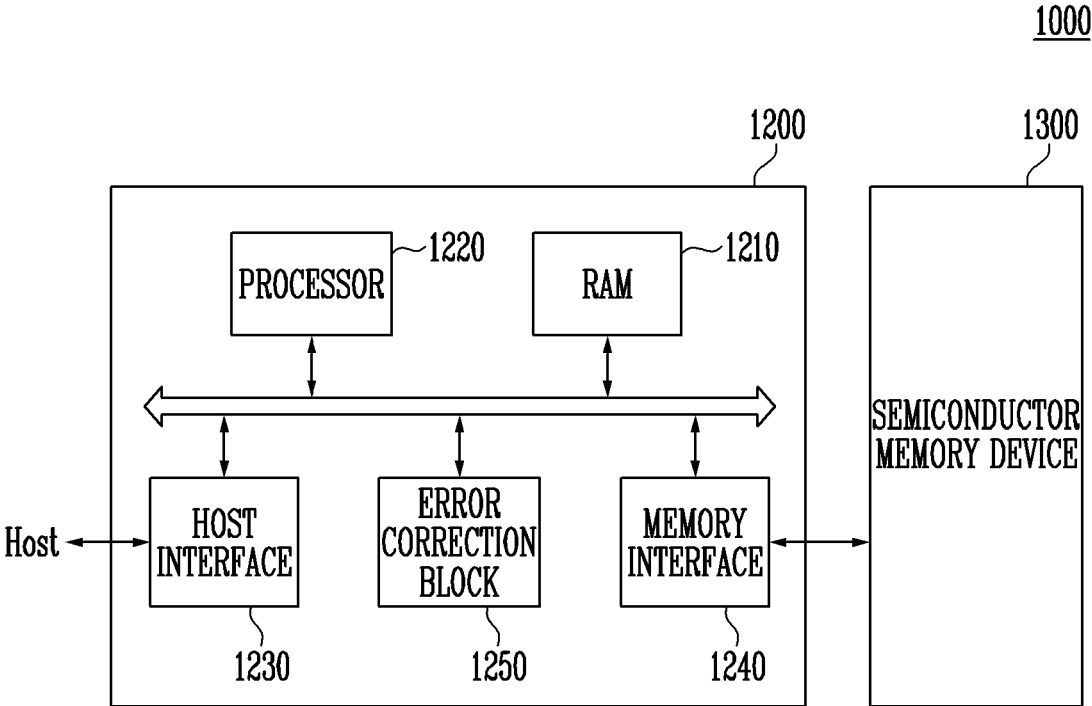 1000
1200
1300
1220
1210
PROCESSOR
RAM
SEMICONDUCTOR
MEMORY DEVICE
Host
HOST
INTERFACE
ERROR
CORRECTION
BLOCK
MEMORY
INTERFACE
1230
1250
1240